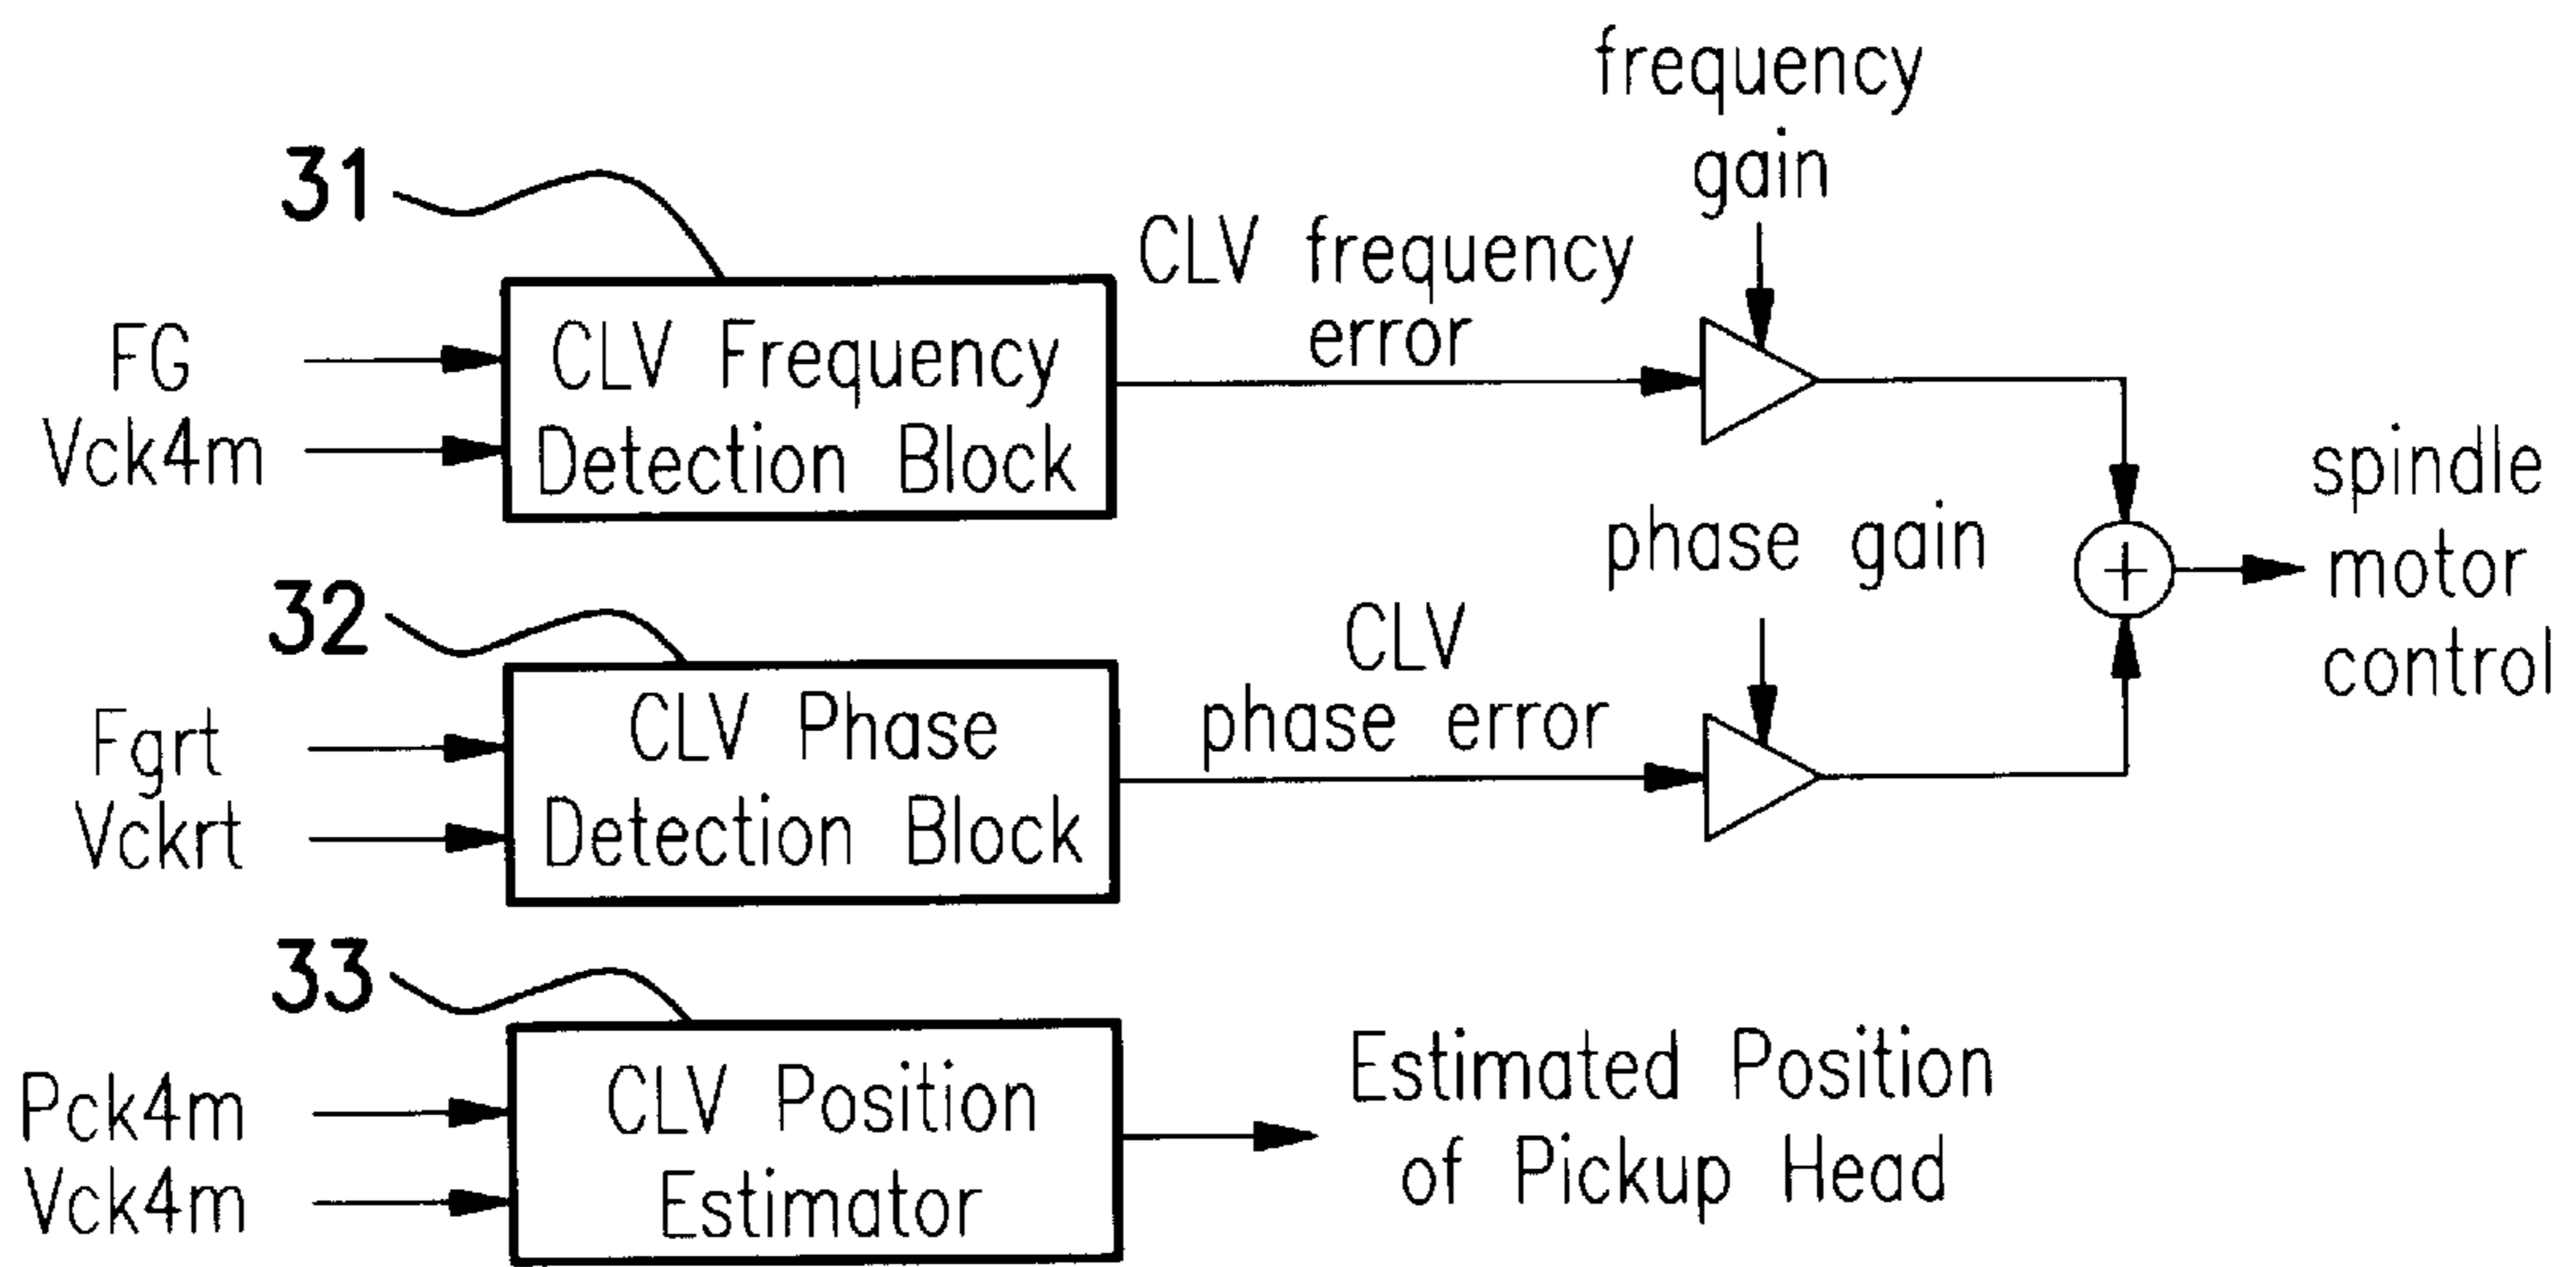 frequency
gain
31
CLV frequency
error
FG
Vck4m
CLV Frequency
Detection Block
spindle
motor
control
phase gain
32
CLV
phase error
Fgrt
Vckrt
CLV Phase
Detection Block
+
33
Pck4m
Vck4m
CLV Position
Estimator
Estimated Position
of Pickup Head